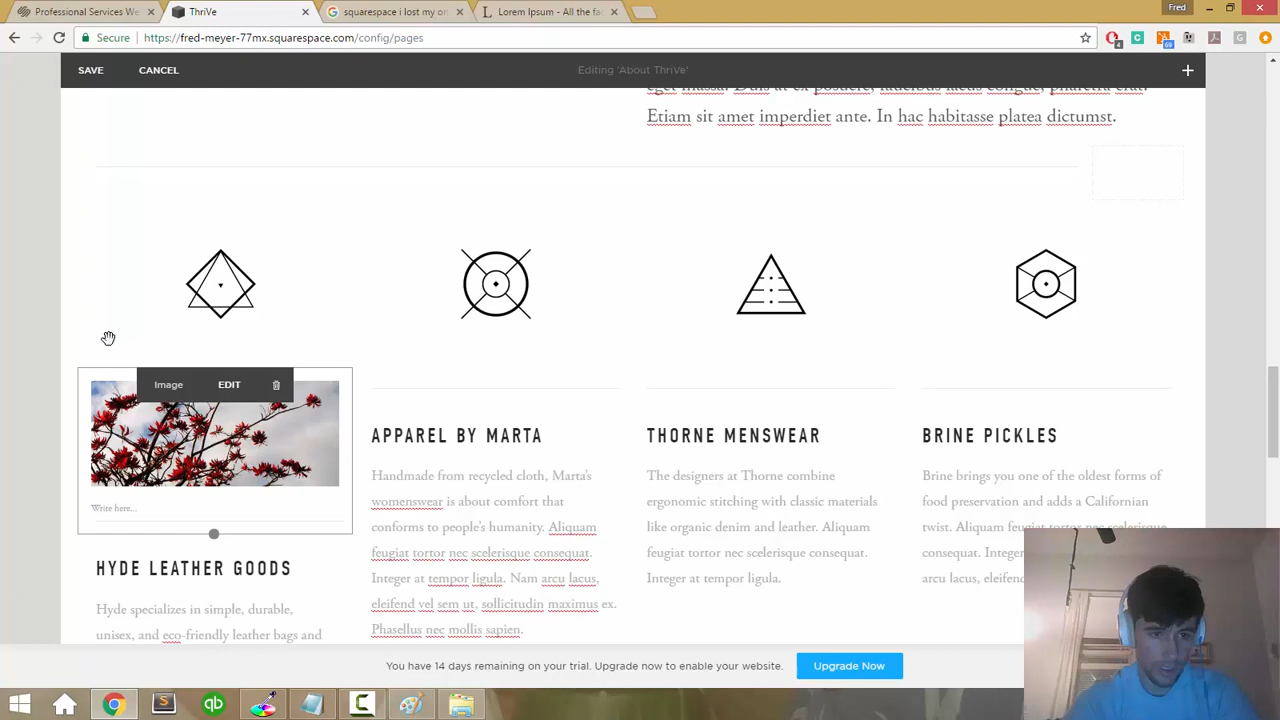 Professional Services We
ThriVe
squarespace i lost my or
Lorem Ipsum - All the fa
Fred
Secure
https://fred-meyer-77mx.squarespace.com/config/pages
4
69
SAVE
CANCEL
Editing 'About ThriVe'
eget massa. Duis at ex posuere, faucibus lacus congue, pharetra erat.
Etiam sit amet imperdiet ante. In hac habitasse platea dictumst.
Image
EDIT
Write here...
HYDE LEATHER GOODS
Hyde specializes in simple, durable,
unisex, and eco-friendly leather bags and
APPAREL BY MARTA
Handmade from recycled cloth, Marta's
womenswear is about comfort that
conforms to people's humanity. Aliquam
feugiat tortor nec scelerisque consequat.
Integer at tempor ligula. Nam arcu lacus,
eleifend vel sem ut, sollicitudin maximus ex.
Phasellus nec mollis sapien.
THORNE MENSWEAR
The designers at Thorne combine
ergonomic stitching with classic materials
like organic denim and leather. Aliquam
feugiat tortor nec scelerisque consequat.
Integer at tempor ligula.
BRINE PICKLES
Brine brings you one of the oldest forms of
food preservation and adds a Californian
twist. Aliquam feugiat tortor nec scelerisque
consequat. Intege
arcu lacus, eleife
You have 14 days remaining on your trial. Upgrade now to enable your website.
Upgrade Now
qb